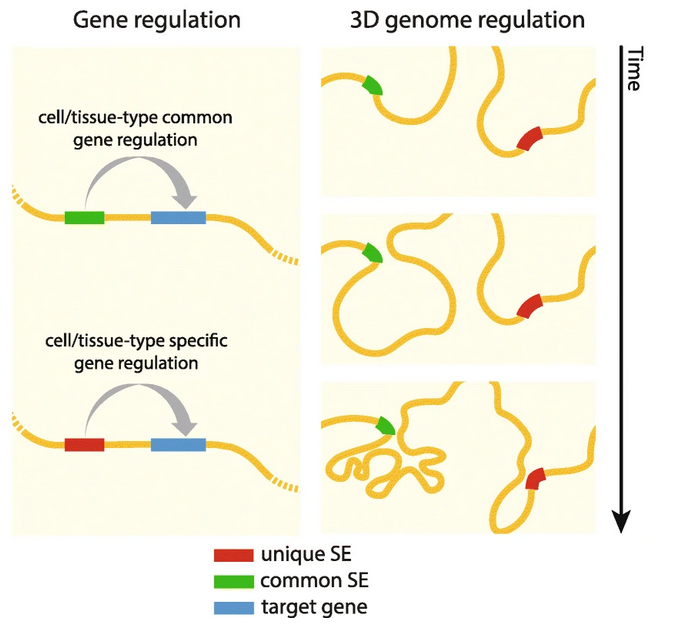 Gene regulation
3D genome regulation
Time
cell/tissue-type common
gene regulation
cell/tissue-type specific
gene regulation
unique SE
common SE
target gene